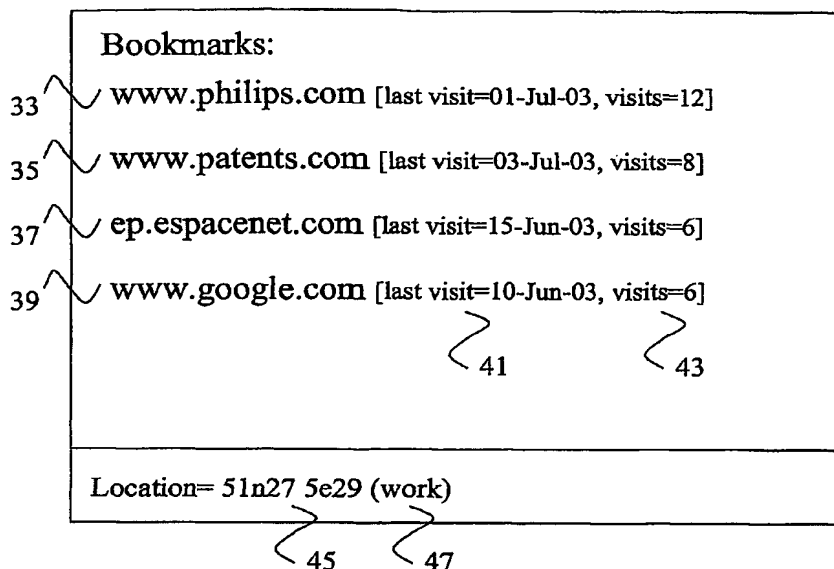 Bookmarks:
33 www.philips.com [last visit=01-Jul-03, visits=12]
35 www.patents.com [last visit=03-Jul-03, visits=8]
37 ep.espacenet.com [last visit=15-Jun-03, visits=6]
39 www.google.com [last visit=10-Jun-03, visits=6]
41 43
Location= 51n27 5e29 (work)
45 47